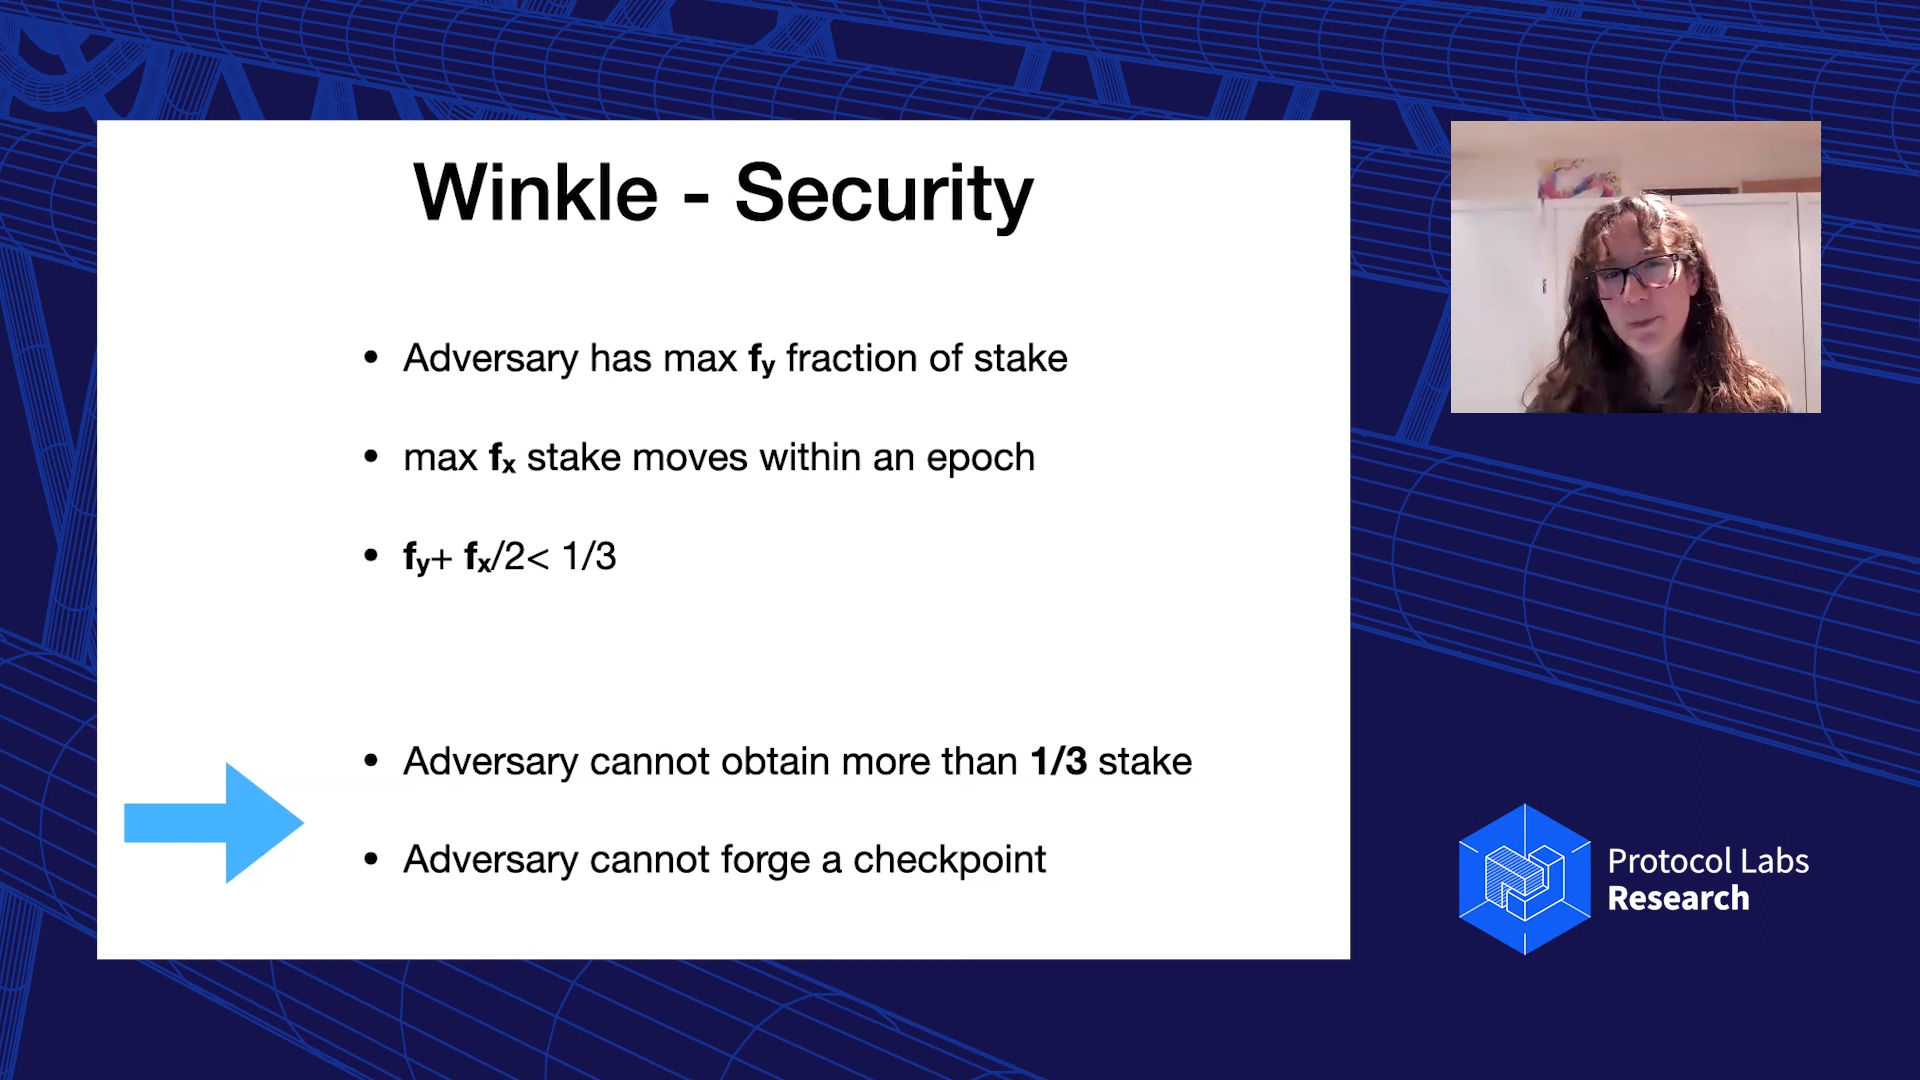 Winkle - Security
• Adversary has max fy fraction of stake
• max fx stake moves within an epoch
• fy+ fx/2< 1/3
• Adversary cannot obtain more than 1/3 stake
• Adversary cannot forge a checkpoint
Protocol Labs
Research